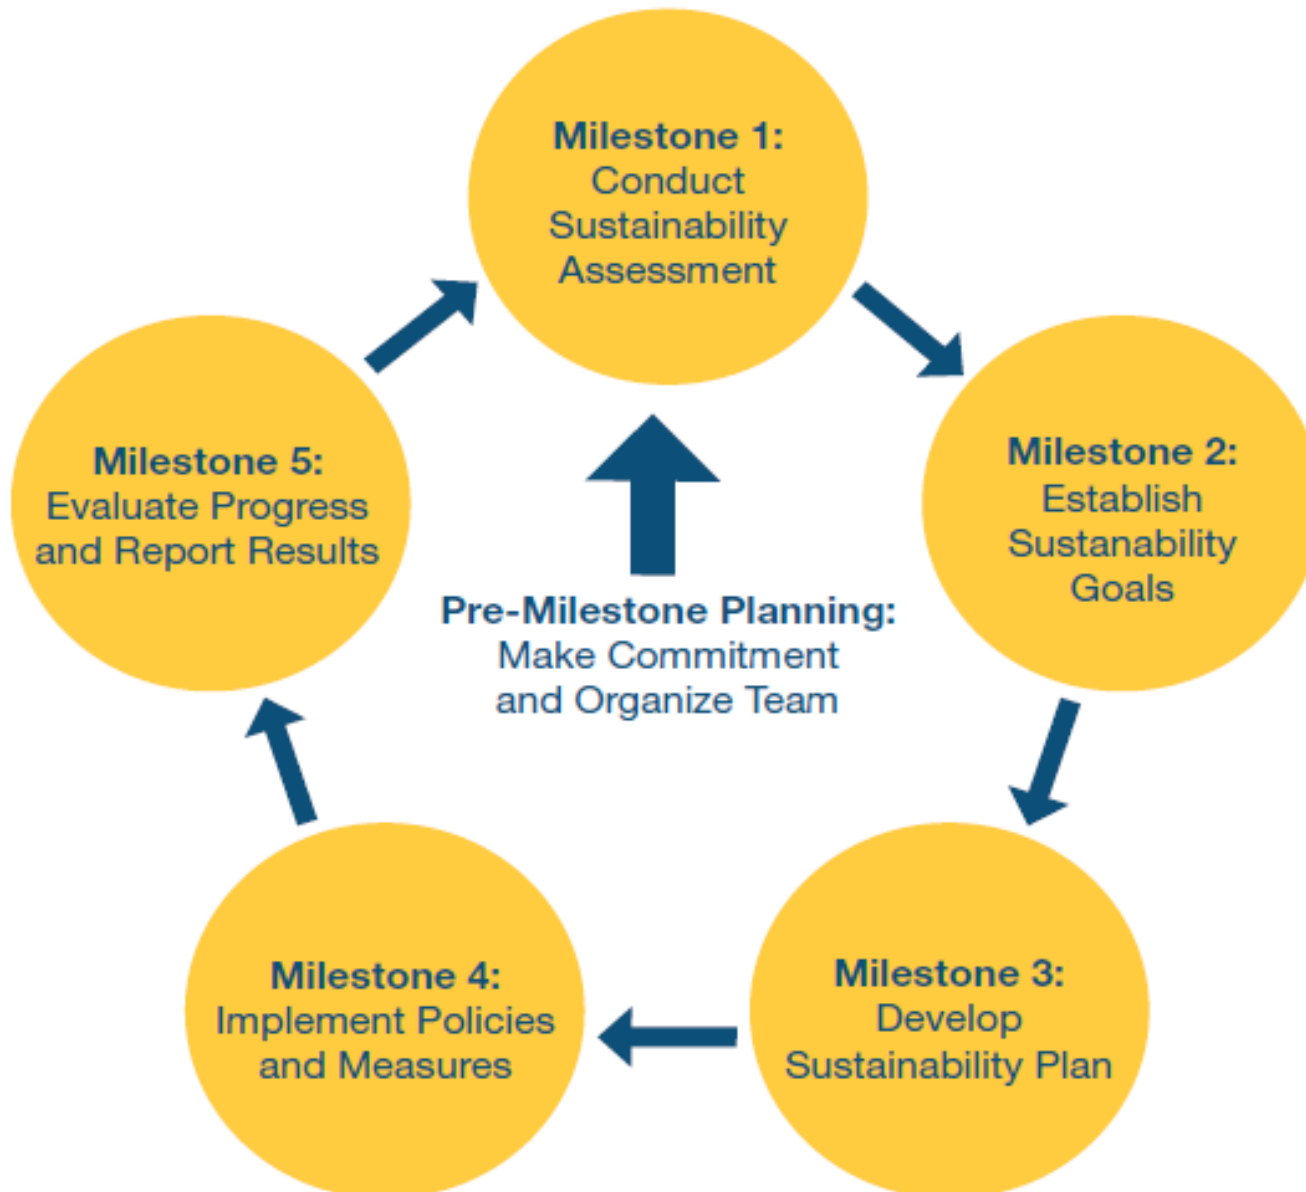 Milestone 1:
Conduct
Sustainability
Assessment
Milestone 2:
Establish
Sustanability
Goals
Milestone 3:
Develop
Sustainability Plan
Milestone 4:
Implement Policies
and Measures
Milestone 5:
Evaluate Progress
and Report Results
Pre-Milestone Planning:
Make Commitment
and Organize Team